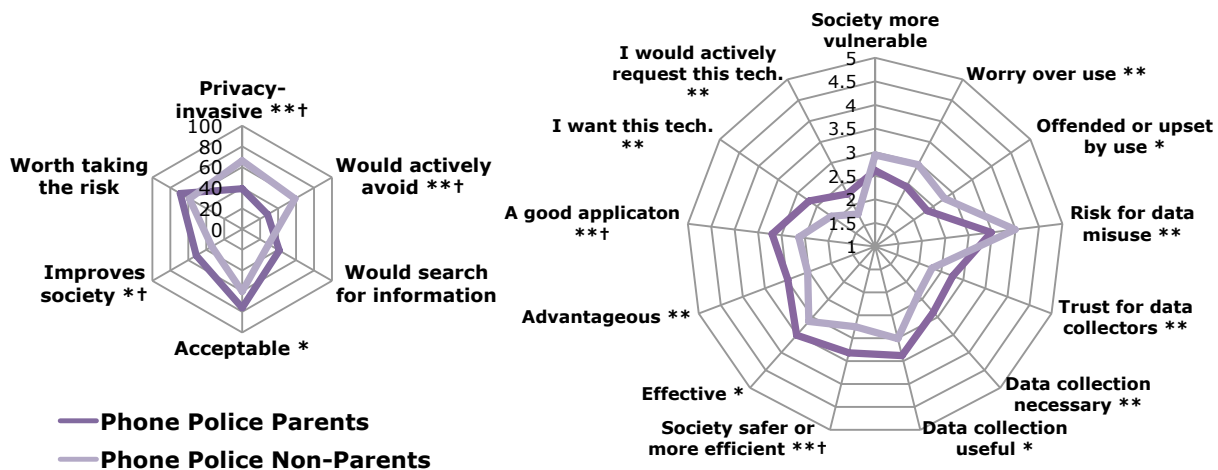 Privacy-
invasive **†
100
80
60
40
20
0
Would actively
avoid **†
Would search
for information
Acceptable *
Improves
society *†
Worth taking
the risk
Phone Police Parents
Phone Police Non-Parents
Society more
vulnerable
5
4.5
4
3.5
3
2.5
2
1.5
1
Worry over use **
Offended or upset
by use *
Risk for data
misuse **
Trust for data
collectors **
Data collection
necessary **
Data collection
useful *
Society safer or
more efficient **†
Effective *
Advantageous **
A good applicaton
**†
I want this tech.
**
I would actively
request this tech.
**